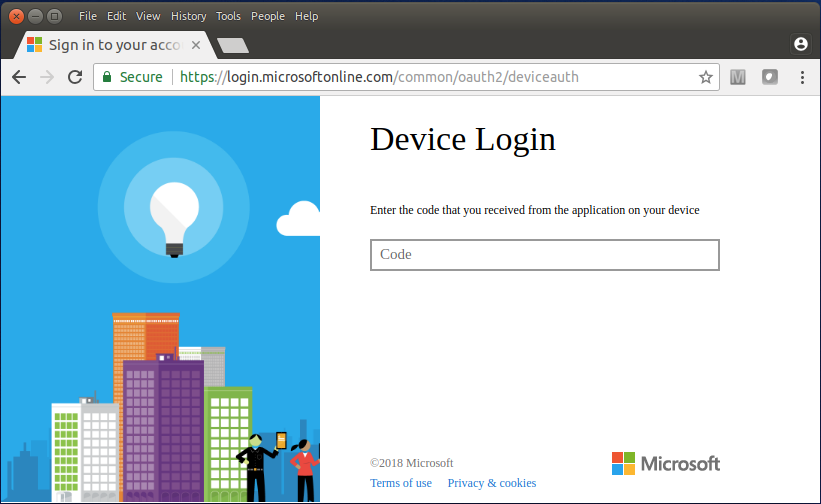 File Edit View History Tools People Help
Sign in to your acco
Secure https://login.microsoftonline.com/common/oauth2/deviceauth
Device Login
Enter the code that you received from the application on your device
Code
©2018 Microsoft
Terms of use Privacy & cookies
Microsoft